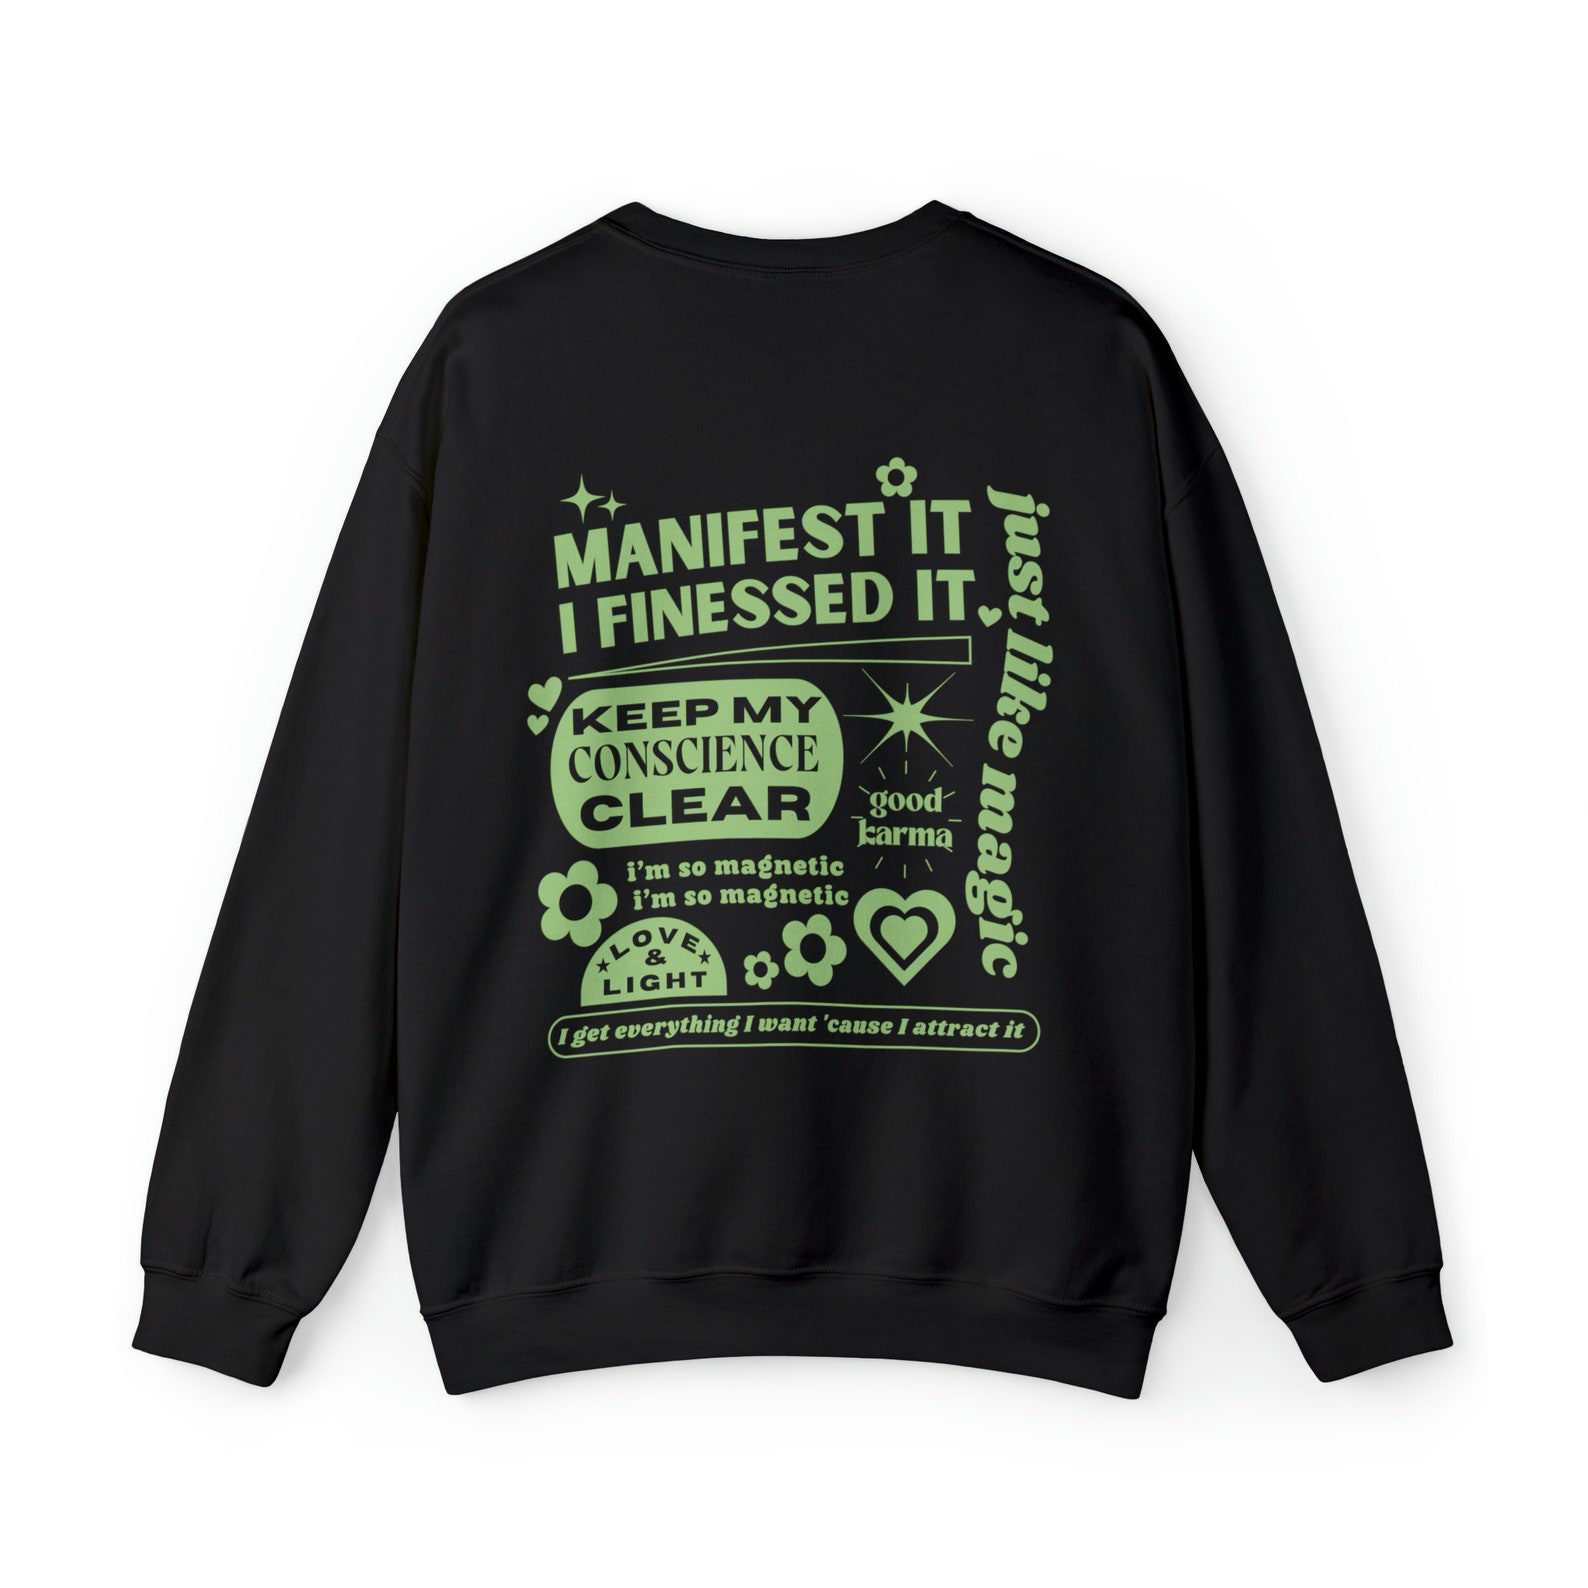 MANIFEST IT
I FINESSED IT
just like magic
KEEP MY
CONSCIENCE
CLEAR
good
karma
i'm so magnetic
i'm so magnetic
LOVE
&
LIGHT
I get everything I want 'cause I attract it